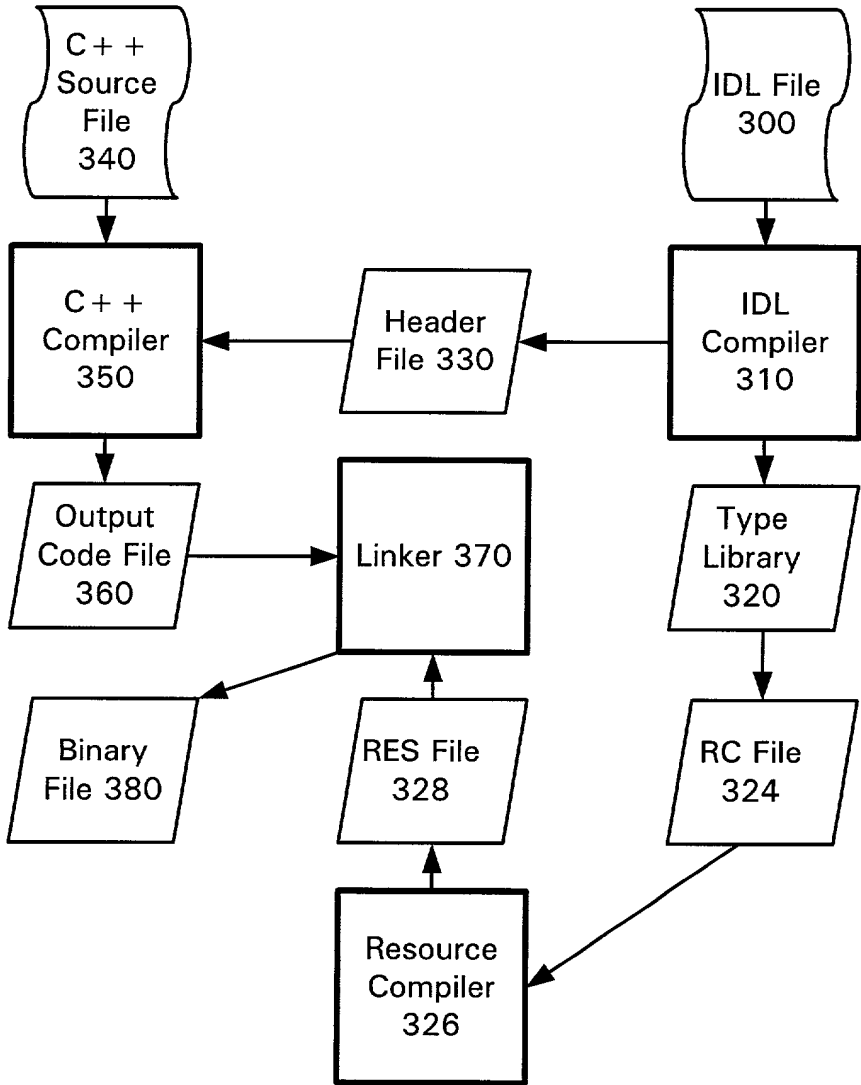 C++
Source
File
340
IDL File
300
C++
Compiler
350
Header
File 330
IDL
Compiler
310
Output
Code File
360
Linker 370
Type
Library
320
Binary
File 380
RES File
328
RC File
324
Resource
Compiler
326